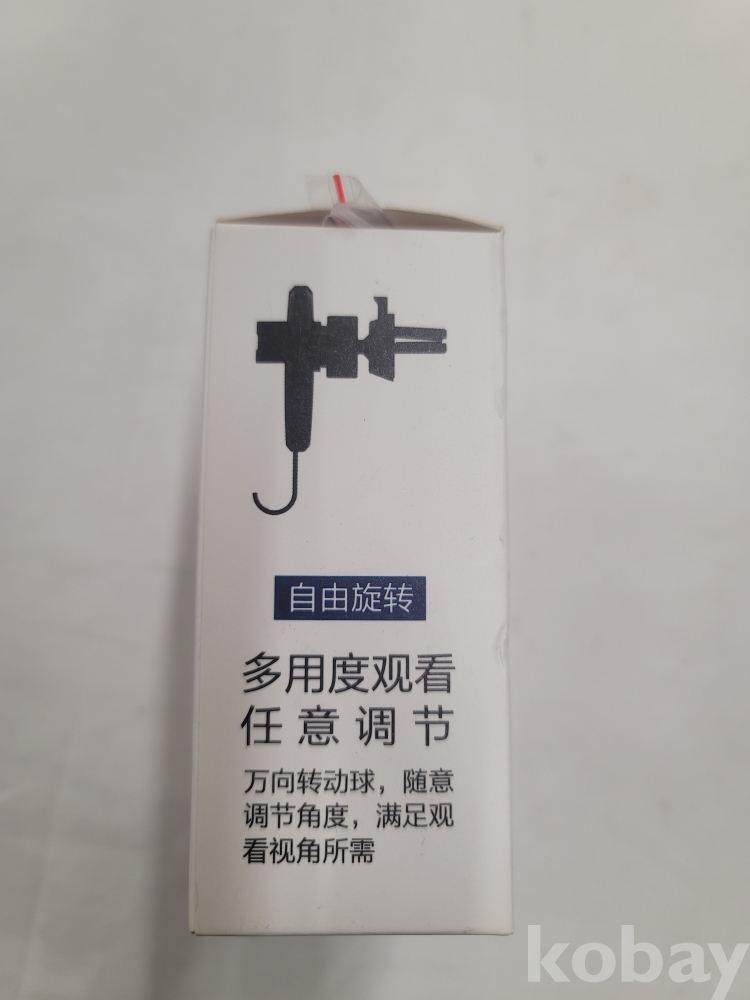 自由旋转
多用度观看
任意调节
万向转动球，随意
调节角度，满足观
看视角所需
kobay